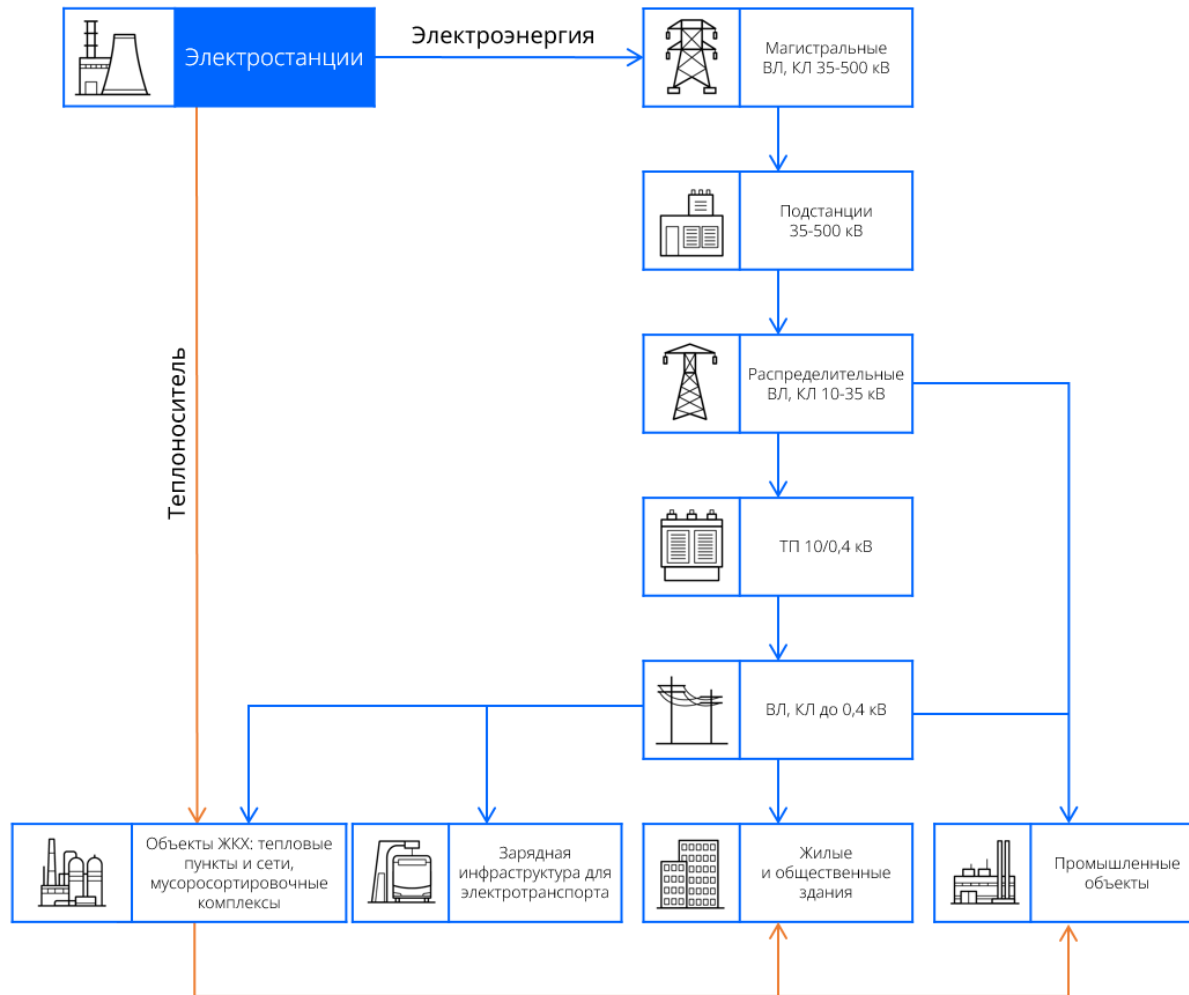 Электростанции
Электроэнергия
Магистральные
ВЛ, КЛ 35-500 кВ
Подстанции
35-500 кВ
Теплоноситель
Распределительные
ВЛ, КЛ 10-35 кВ
ТП 10/0,4 кВ
ВЛ, КЛ до 0,4 кВ
Объекты ЖКХ: тепловые
пункты и сети,
мусоросортировочные
комплексы
Зарядная
инфраструктура для
электротранспорта
Жилые
и общественные
здания
Промышленные
объекты